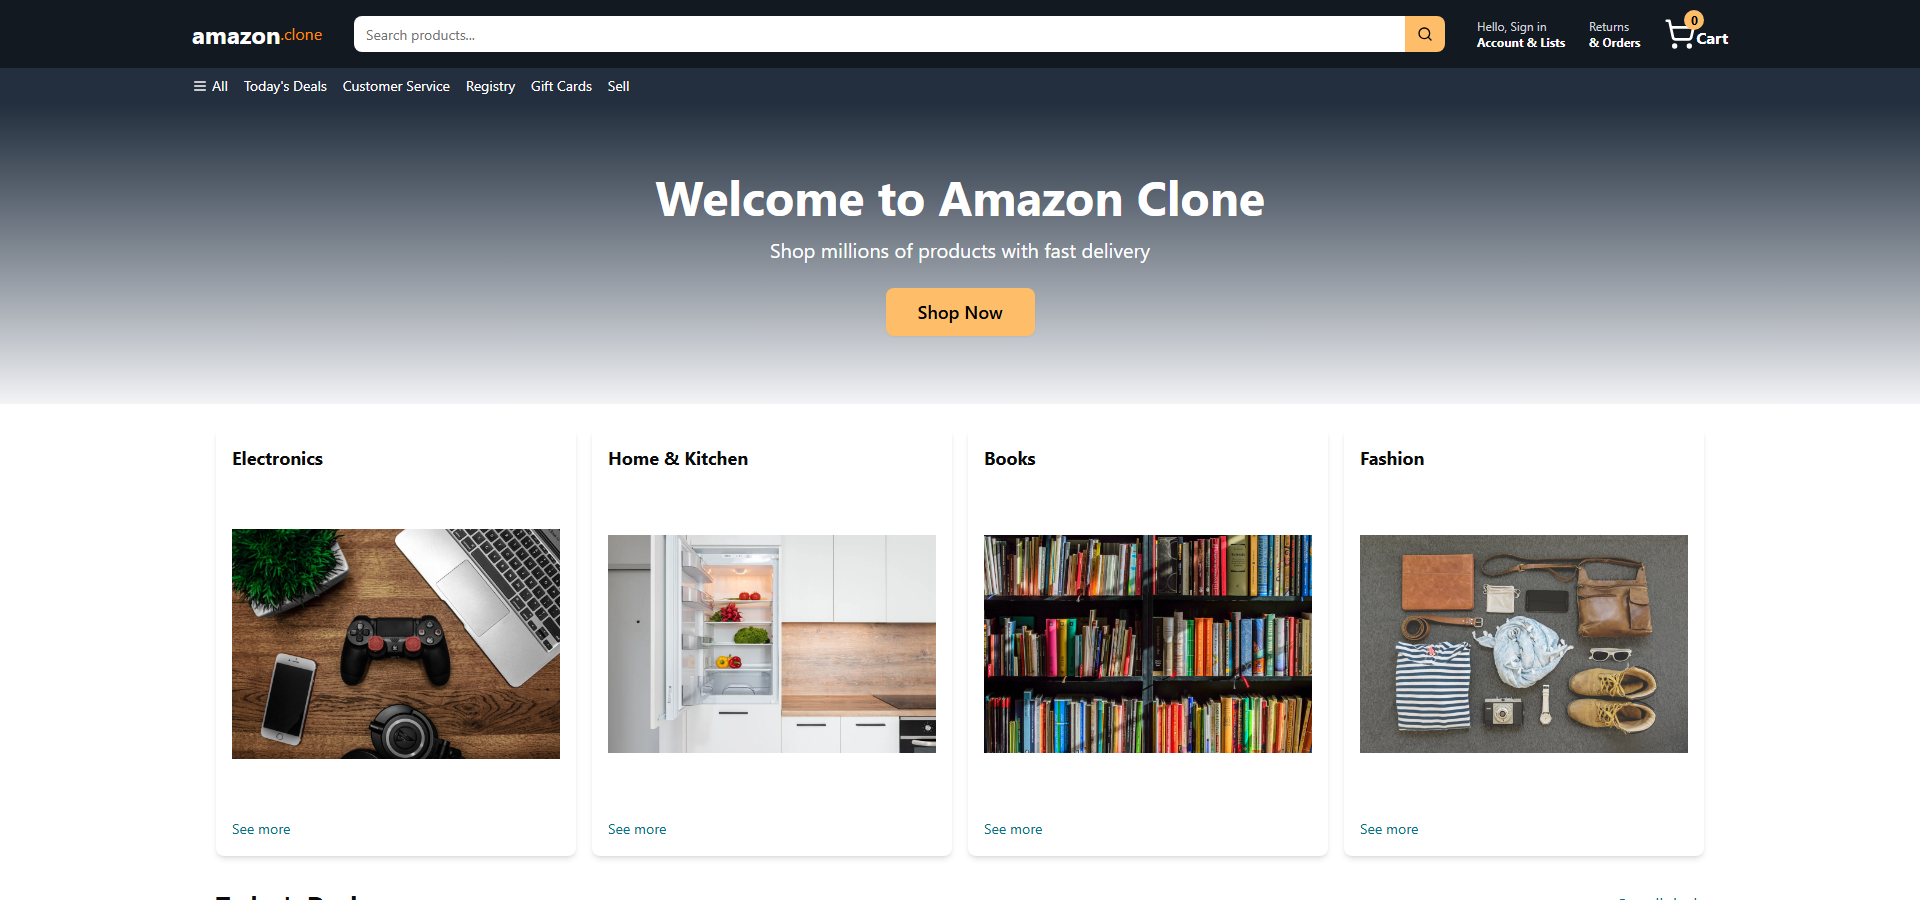 amazon.clone
Search products...
Hello, Sign in
Account & Lists
Returns
& Orders
0
Cart
All
Today's Deals
Customer Service
Registry
Gift Cards
Sell
Welcome to Amazon Clone
Shop millions of products with fast delivery
Shop Now
Electronics
Home & Kitchen
Books
Fashion
See more
See more
See more
See more
Today's Deals